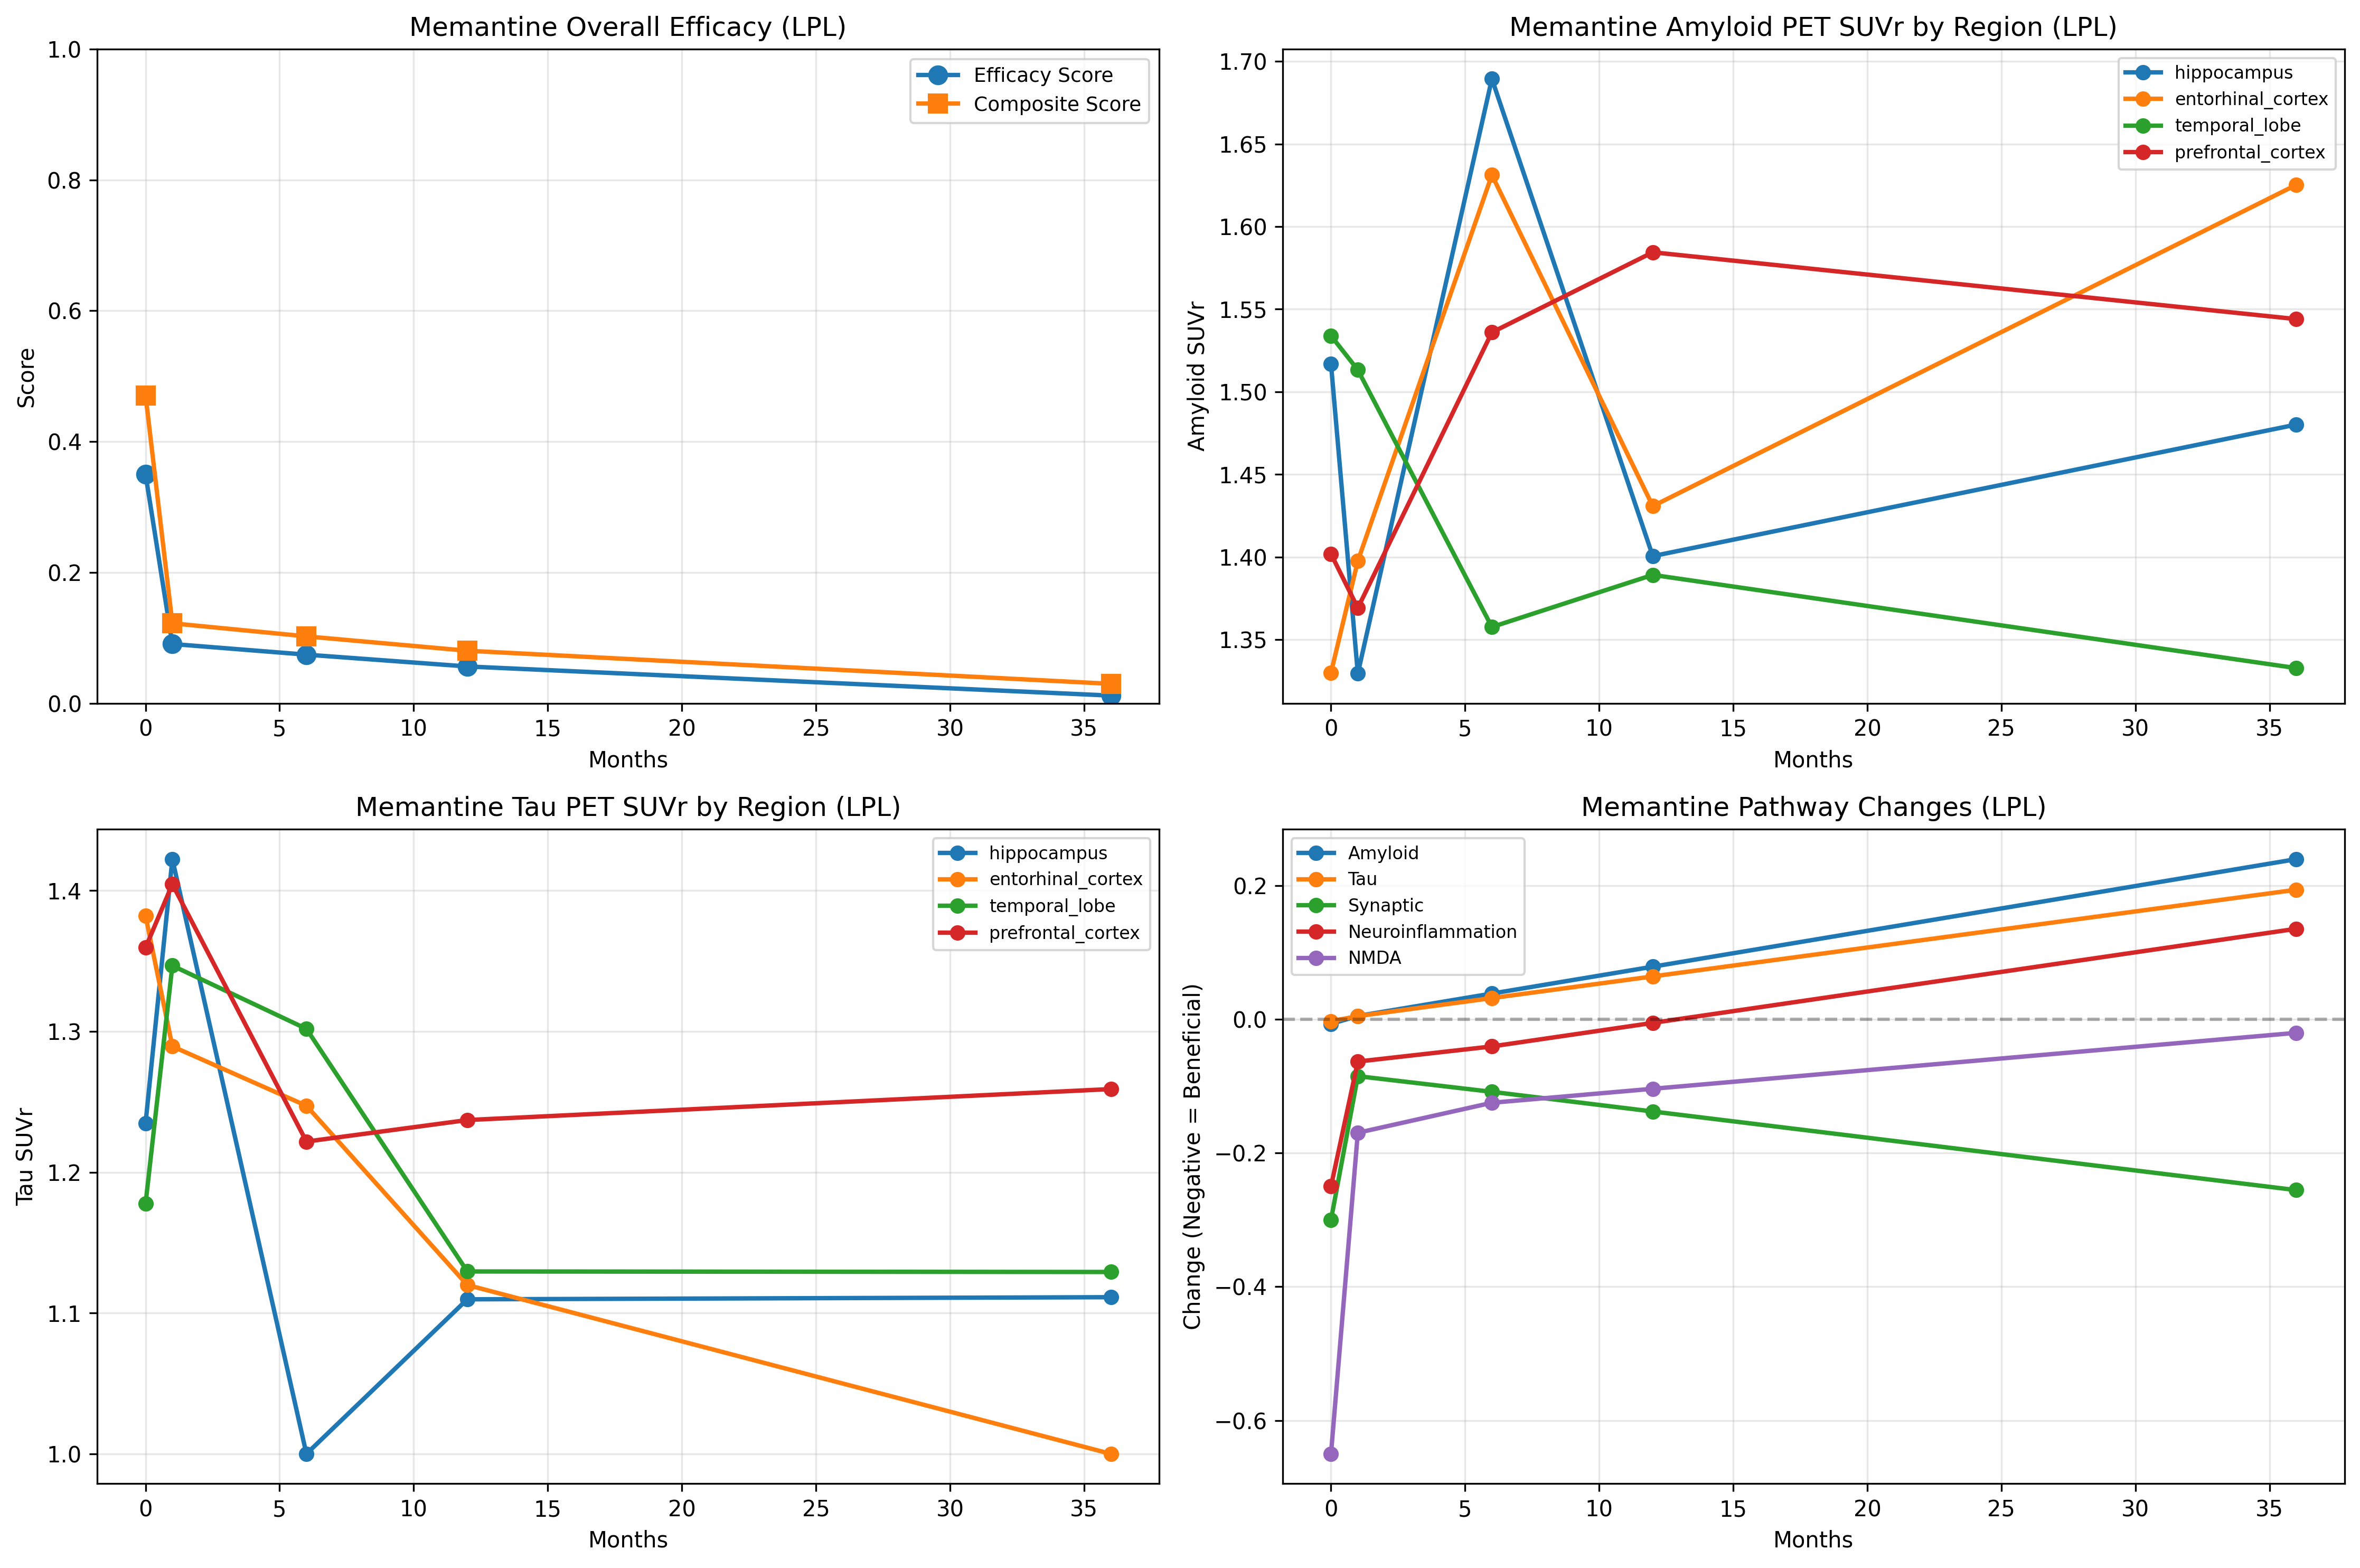 Memantine Overall Efficacy (LPL)
1.0
0.8
0.6
0.4
0.2
0.0
Score
0 5 10 15 20 25 30 35
Months
Efficacy Score
Composite Score
Memantine Amyloid PET SUVr by Region (LPL)
1.70
1.65
1.60
1.55
1.50
1.45
1.40
1.35
Amyloid SUVr
0 5 10 15 20 25 30 35
Months
hippocampus
entorhinal_cortex
temporal_lobe
prefrontal_cortex
Memantine Tau PET SUVr by Region (LPL)
1.4
1.3
1.2
1.1
1.0
Tau SUVr
0 5 10 15 20 25 30 35
Months
hippocampus
entorhinal_cortex
temporal_lobe
prefrontal_cortex
Memantine Pathway Changes (LPL)
0.2
0.0
−0.2
−0.4
−0.6
Change (Negative = Beneficial)
0 5 10 15 20 25 30 35
Months
Amyloid
Tau
Synaptic
Neuroinflammation
NMDA